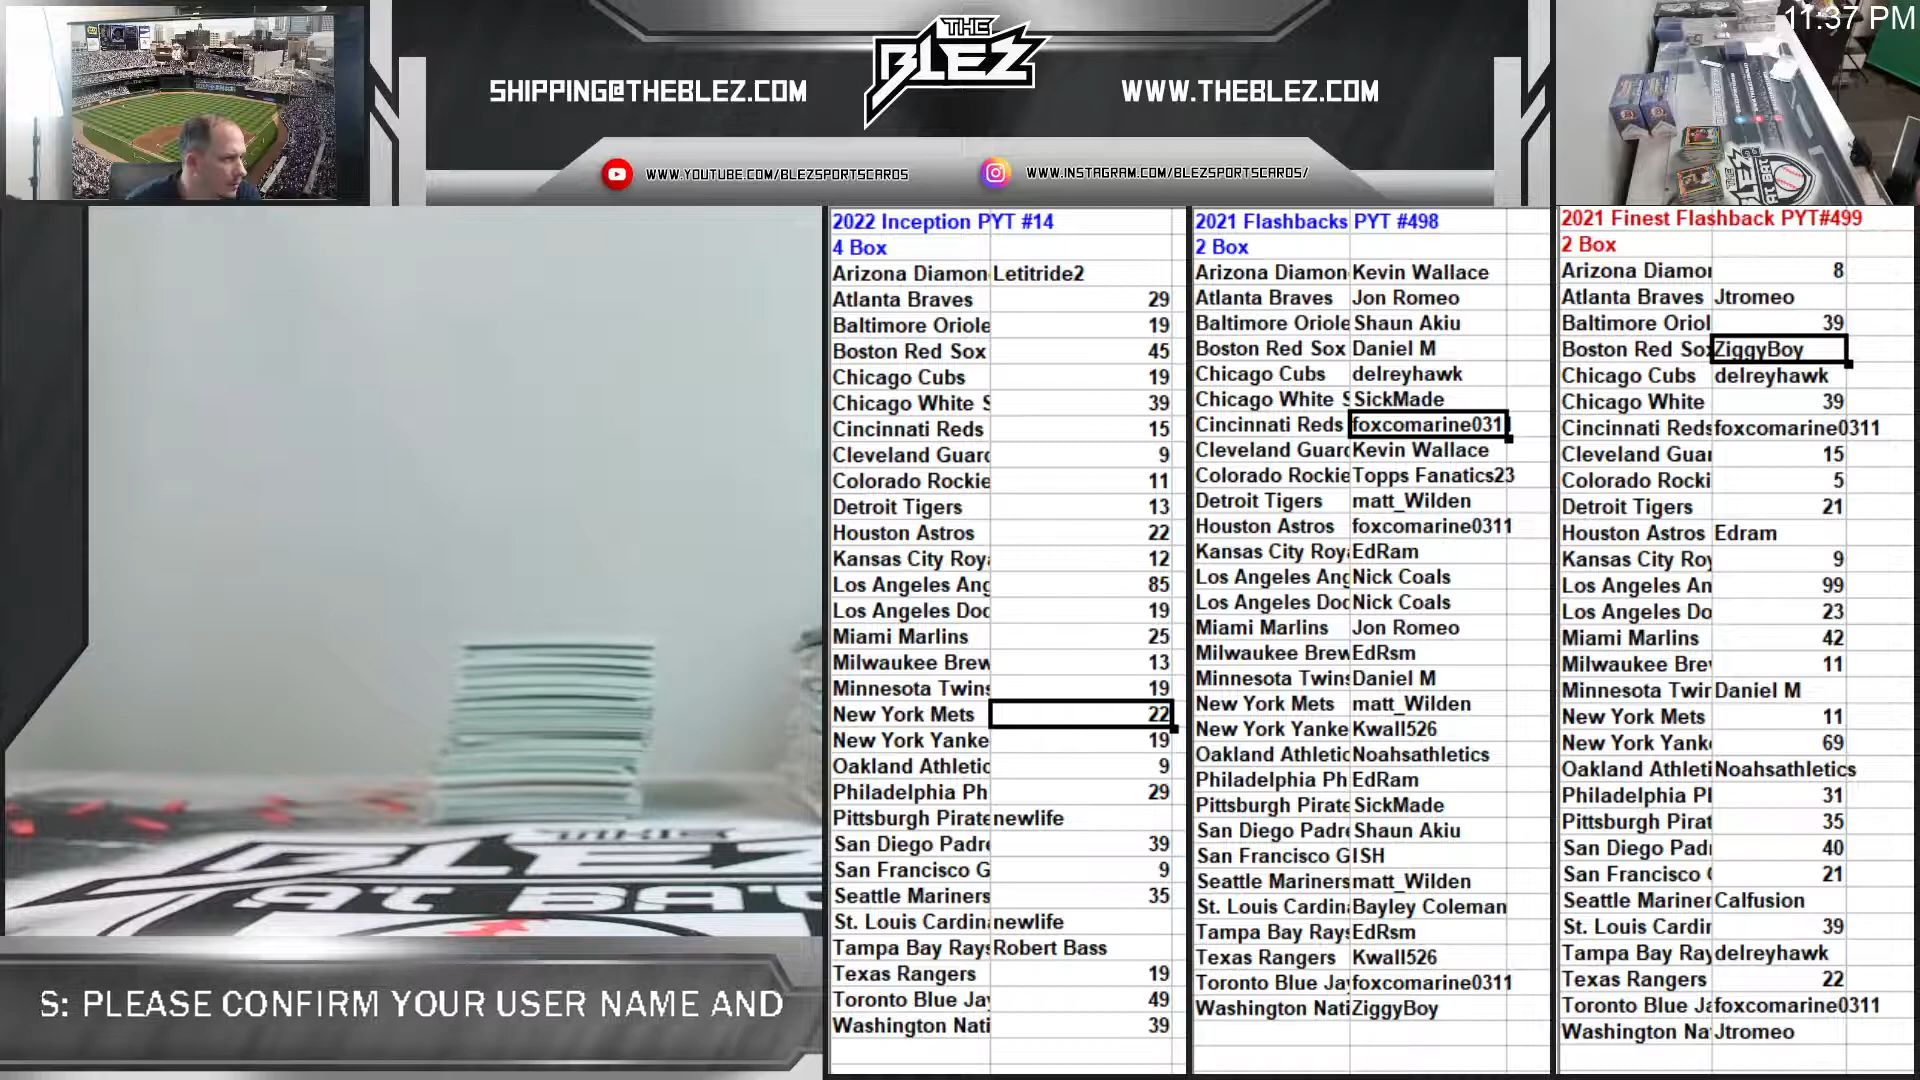 11:37 PM
THE
BLEZ
SHIPPING@THEBLEZ.COM
WWW.THEBLEZ.COM
WWW.YOUTUBE.COM/BLEZSPORTSCARDS
WWW.INSTAGRAM.COM/BLEZSPORTSCARDS/
2022 Inception PYT #14
4 Box
Arizona Diamon Letitride2
Atlanta Braves 29
Baltimore Oriole 19
Boston Red Sox 45
Chicago Cubs 19
Chicago White S 39
Cincinnati Reds 15
Cleveland Guard 9
Colorado Rockie 11
Detroit Tigers 13
Houston Astros 22
Kansas City Roya 12
Los Angeles Ang 85
Los Angeles Dod 19
Miami Marlins 25
Milwaukee Brew 13
Minnesota Twins 19
New York Mets 22
New York Yanke 19
Oakland Athletic 9
Philadelphia Ph 29
Pittsburgh Pirate newlife
San Diego Padre 39
San Francisco G 9
Seattle Mariners 35
St. Louis Cardina newlife
Tampa Bay Rays Robert Bass
Texas Rangers 19
Toronto Blue Jay 49
Washington Nati 39
2021 Flashbacks PYT #498
2 Box
Arizona Diamon Kevin Wallace
Atlanta Braves Jon Romeo
Baltimore Oriole Shaun Akiu
Boston Red Sox Daniel M
Chicago Cubs delreyhawk
Chicago White S SickMade
Cincinnati Reds foxcomarine0311
Cleveland Guard Kevin Wallace
Colorado Rockie Topps Fanatics23
Detroit Tigers matt_Wilden
Houston Astros foxcomarine0311
Kansas City Roya EdRam
Los Angeles Ang Nick Coals
Los Angeles Dod Nick Coals
Miami Marlins Jon Romeo
Milwaukee Brew EdRsm
Minnesota Twins Daniel M
New York Mets matt_Wilden
New York Yanke Kwall526
Oakland Athletic Noahsathletics
Philadelphia Ph EdRam
Pittsburgh Pirate SickMade
San Diego Padre Shaun Akiu
San Francisco G ISH
Seattle Mariners matt_Wilden
St. Louis Cardina Bayley Coleman
Tampa Bay Rays EdRsm
Texas Rangers Kwall526
Toronto Blue Jay foxcomarine0311
Washington Nati ZiggyBoy
2021 Finest Flashback PYT#499
2 Box
Arizona Diamon 8
Atlanta Braves Jtromeo
Baltimore Oriol 39
Boston Red Sox ZiggyBoy
Chicago Cubs delreyhawk
Chicago White 39
Cincinnati Reds foxcomarine0311
Cleveland Guar 15
Colorado Rocki 5
Detroit Tigers 21
Houston Astros Edram
Kansas City Roy 9
Los Angeles An 99
Los Angeles Do 23
Miami Marlins 42
Milwaukee Brew 11
Minnesota Twin Daniel M
New York Mets 11
New York Yank 69
Oakland Athleti Noahsathletics
Philadelphia Pl 31
Pittsburgh Pirat 35
San Diego Padr 40
San Francisco 21
Seattle Mariner Calfusion
St. Louis Cardin 39
Tampa Bay Ray delreyhawk
Texas Rangers 22
Toronto Blue Ja foxcomarine0311
Washington Na Jtromeo
BLEZ
AT BAT
S: PLEASE CONFIRM YOUR USER NAME AND